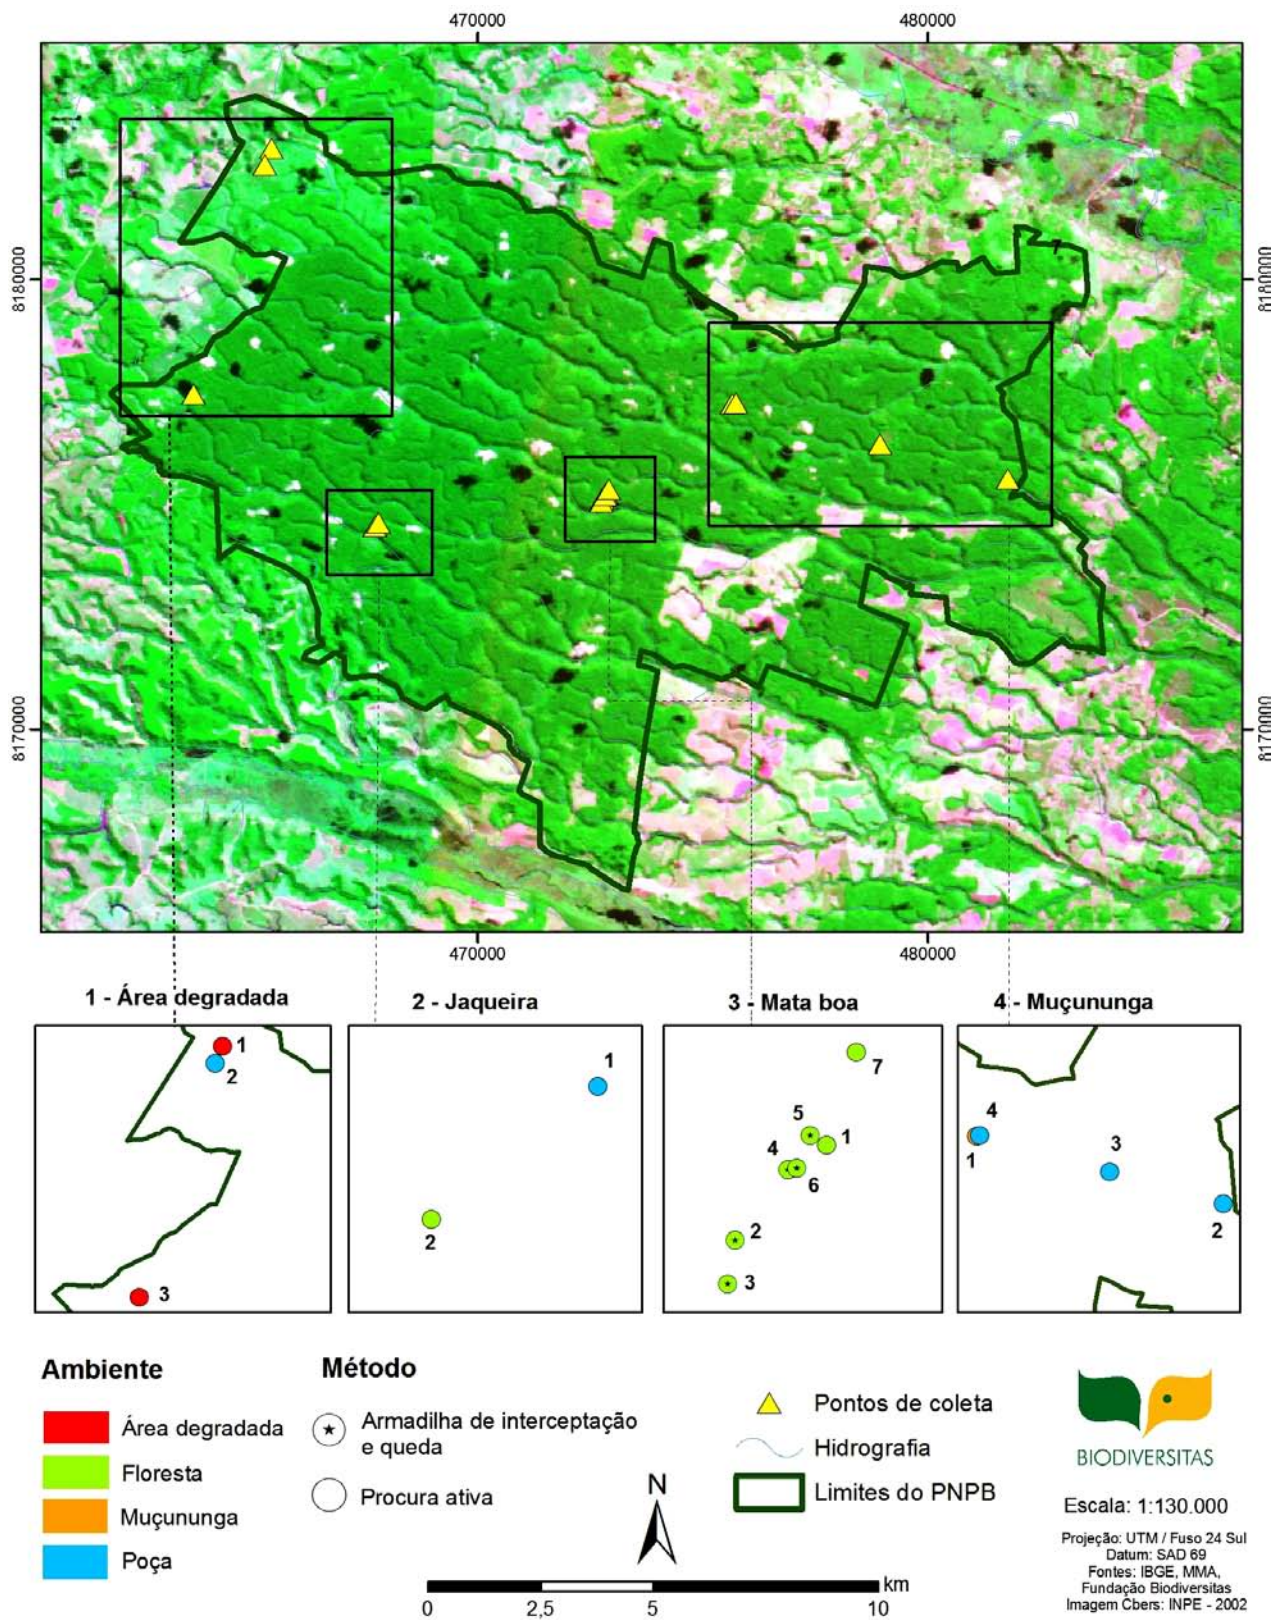 470000
480000
8180000
8180000
7
8170000
8170000
470000
480000
1 - Área degradada
2 - Jaqueira
3 - Mata boa
4 - Muçununga
1
2
3
1
2
7
5
1
4
6
2
3
4
1
3
2
Ambiente
Área degradada
Floresta
Muçununga
Poça
Método
Armadilha de interceptação
e queda
Procura ativa
Pontos de coleta
Hidrografia
Limites do PNPB
N
km
0
2,5
5
10
BIODIVERSITAS
Escala: 1:130.000
Projeção: UTM / Fuso 24 Sul
Datum: SAD 69
Fontes: IBGE, MMA,
Fundação Biodiversitas
Imagem Cbers: INPE - 2002